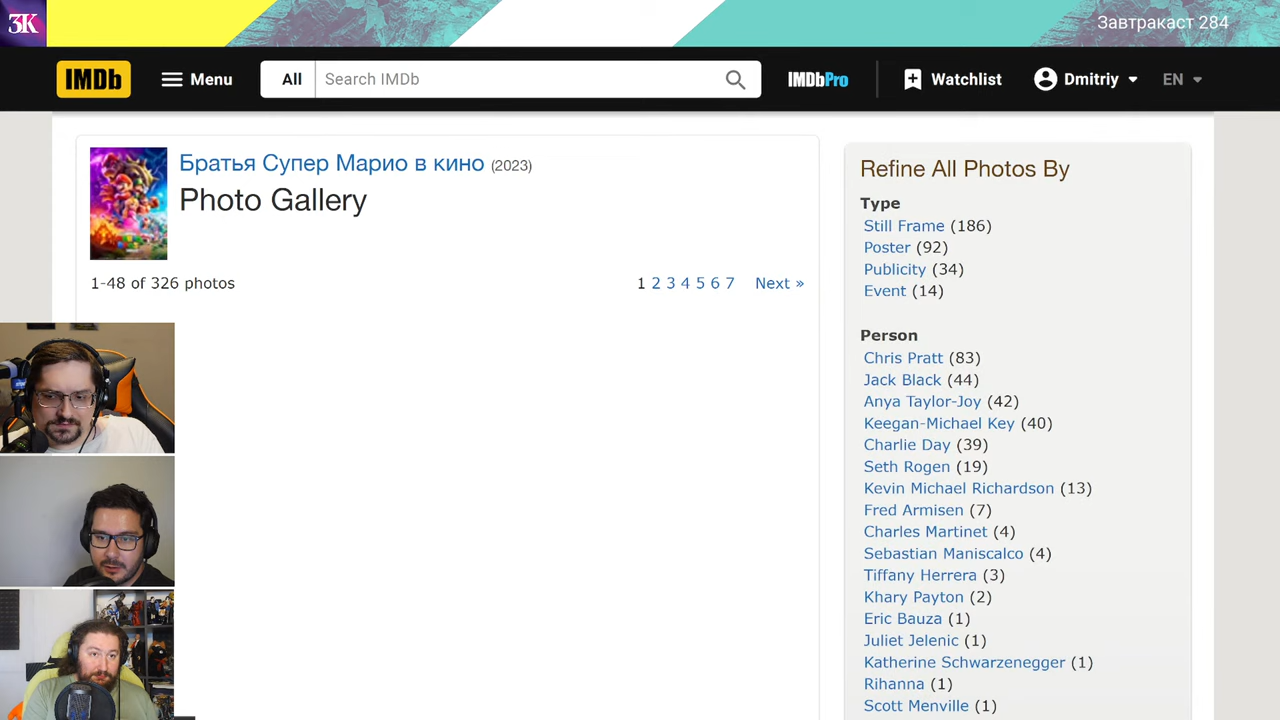 ЗК
Завтракаст 284
IMDb
Menu
All
Search IMDb
IMDbPro
Watchlist
Dmitriy
EN
Братья Супер Марио в кино (2023)
Photo Gallery
1-48 of 326 photos
1 2 3 4 5 6 7 Next »
Refine All Photos By
Type
Still Frame (186)
Poster (92)
Publicity (34)
Event (14)
Person
Chris Pratt (83)
Jack Black (44)
Anya Taylor-Joy (42)
Keegan-Michael Key (40)
Charlie Day (39)
Seth Rogen (19)
Kevin Michael Richardson (13)
Fred Armisen (7)
Charles Martinet (4)
Sebastian Maniscalco (4)
Tiffany Herrera (3)
Khary Payton (2)
Eric Bauza (1)
Juliet Jelenic (1)
Katherine Schwarzenegger (1)
Rihanna (1)
Scott Menville (1)